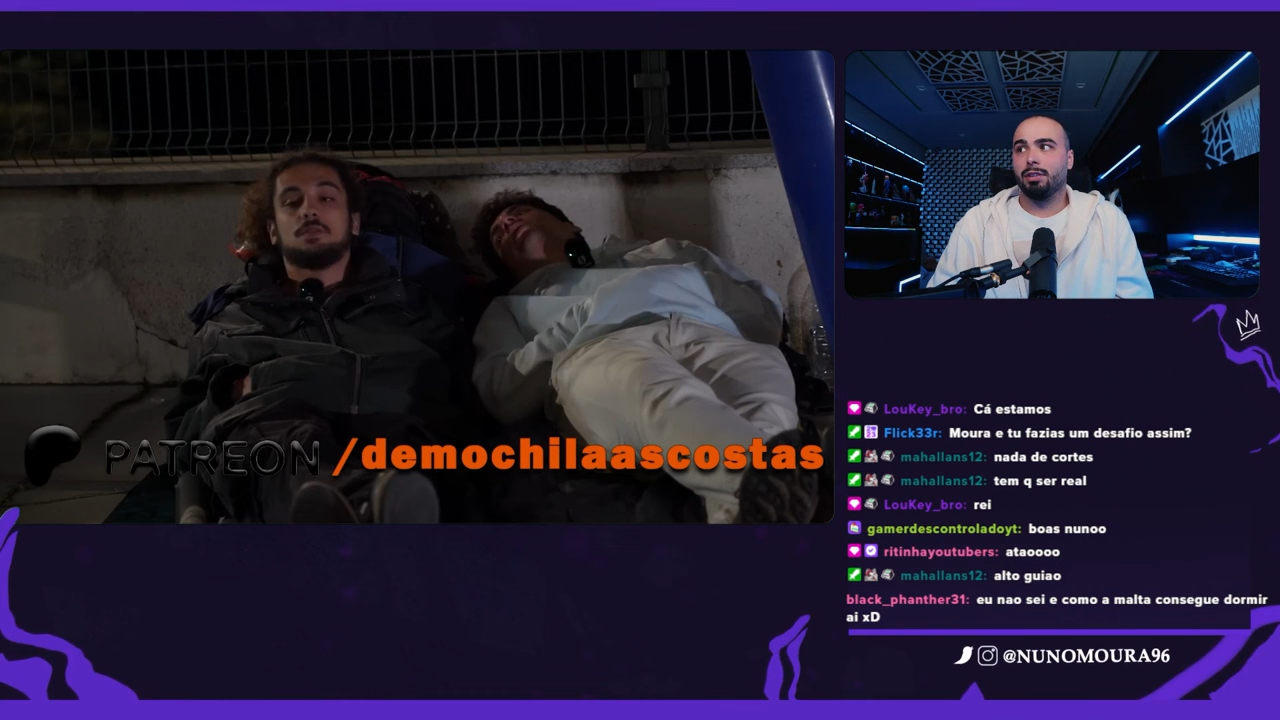 PATREON /demochilaascostas
LouKey_bro: Cá estamos
Flick33r: Moura e tu fazias um desafio assim?
mahallans12: nada de cortes
mahallans12: tem q ser real
LouKey_bro: rei
gamerdescontroladoyt: boas nunoo
ritinhayoutubers: ataoooo
mahallans12: alto guiao
black_phanther31: eu nao sei e como a malta consegue dormir
ai xD
@NUNOMOURA96